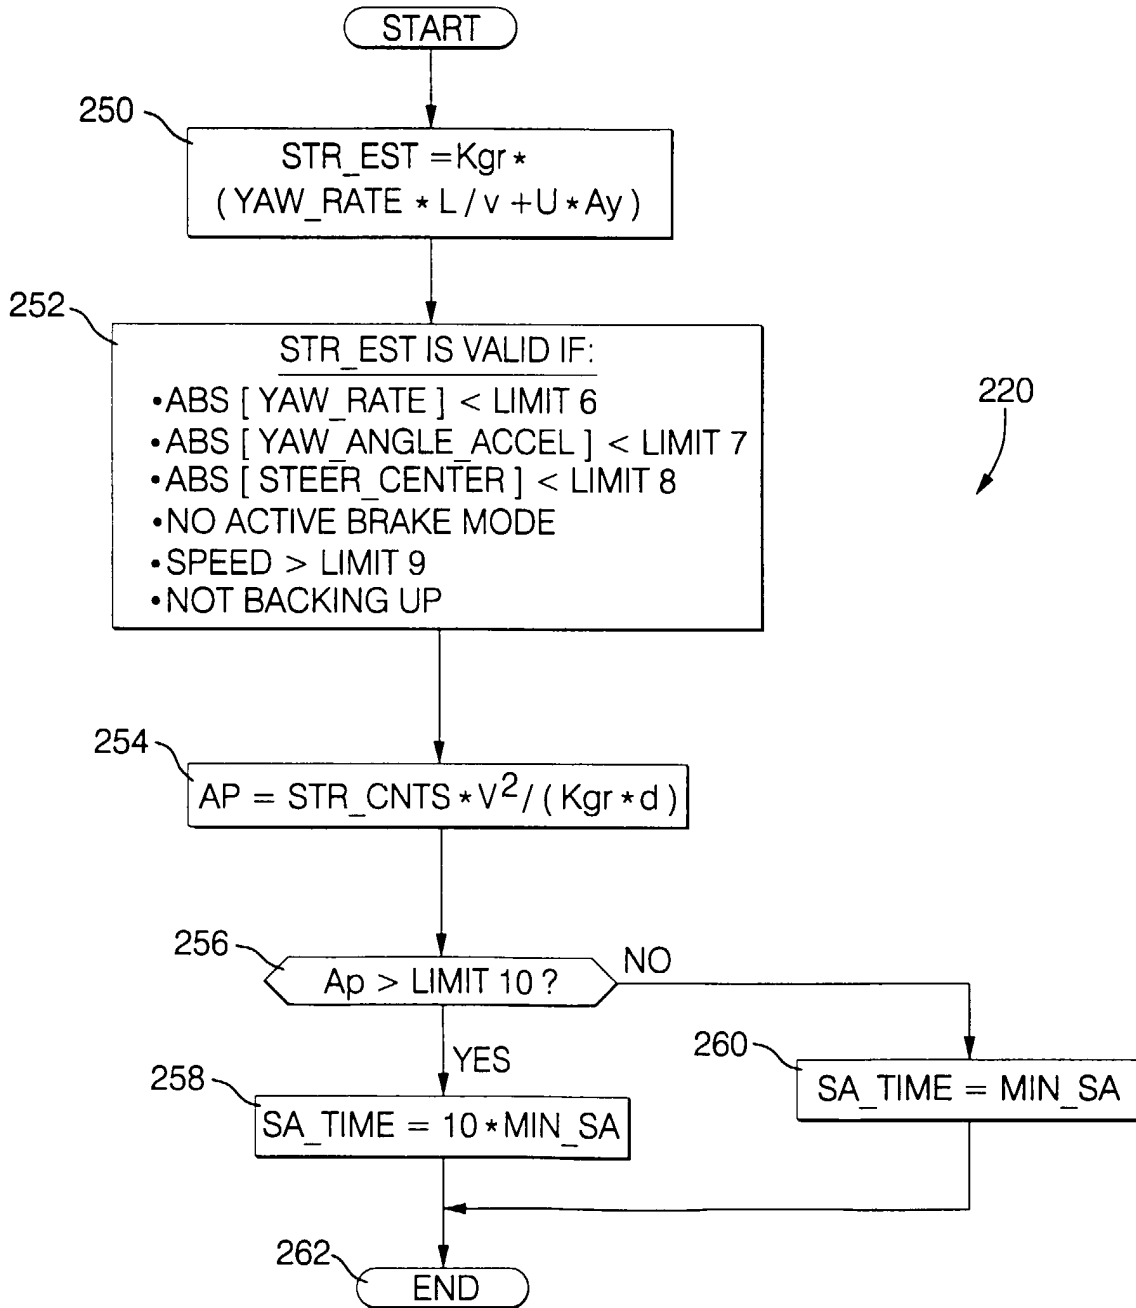 START
250
STR_EST =Kgr*
(YAW_RATE * L / v +U * Ay)
252
STR_EST IS VALID IF:
•ABS [ YAW_RATE ] < LIMIT 6
•ABS [ YAW_ANGLE_ACCEL ] < LIMIT 7
•ABS [ STEER_CENTER ] < LIMIT 8
•NO ACTIVE BRAKE MODE
•SPEED > LIMIT 9
•NOT BACKING UP
220
254
AP = STR_CNTS * V² / ( Kgr * d )
256
Ap > LIMIT 10 ?
NO
YES
258
SA_TIME = 10 * MIN_SA
260
SA_TIME = MIN_SA
262
END